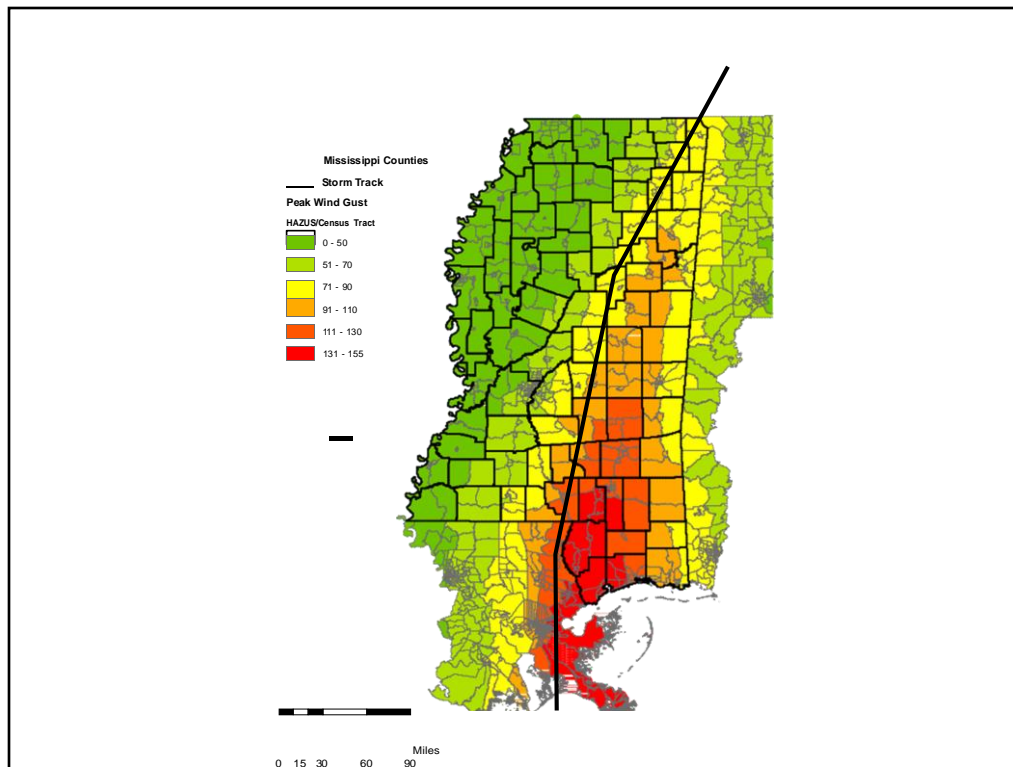 Mississippi Counties
Storm Track
Peak Wind Gust
HAZUS/Census Tract
0 - 50
51 - 70
71 - 90
91 - 110
111 - 130
131 - 155
Miles
0 15 30 60 90